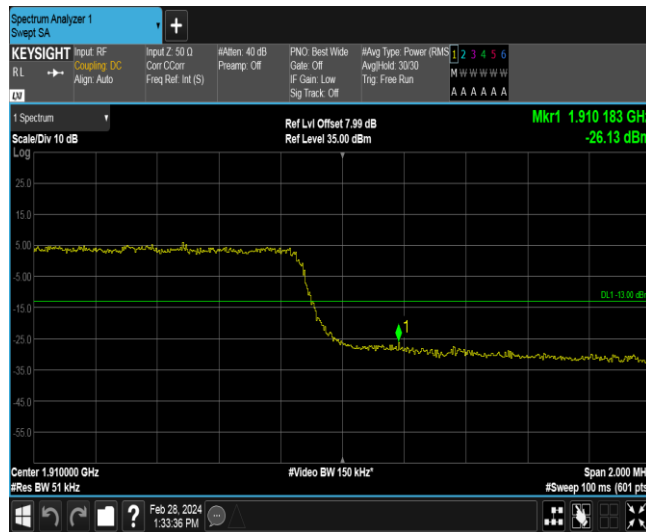 Spectrum Analyzer 1
Swept SA
KEYSIGHT
RL
LXI
Input: RF
Coupling: DC
Align: Auto
Input Z: 50 Ω
Corr CCorr
Freq Ref: Int (S)
#Atten: 40 dB
Preamp: Off
PNO: Best Wide
Gate: Off
IF Gain: Low
Sig Track: Off
#Avg Type: Power (RMS
Avg|Hold: 30/30
Trig: Free Run
1 2 3 4 5 6
M W W W W W
A A A A A A
1 Spectrum
Scale/Div 10 dB
Ref Lvl Offset 7.99 dB
Ref Level 35.00 dBm
Mkr1 1.910 183 GHz
-26.13 dBm
Log
25.0
15.0
5.00
-5.00
-15.0
-25.0
-35.0
-45.0
-55.0
DL1 -13.00 dBm
1
Center 1.910000 GHz
#Res BW 51 kHz
#Video BW 150 kHz*
Span 2.000 MH
#Sweep 100 ms (601 pts
?
Feb 28, 2024
1:33:36 PM